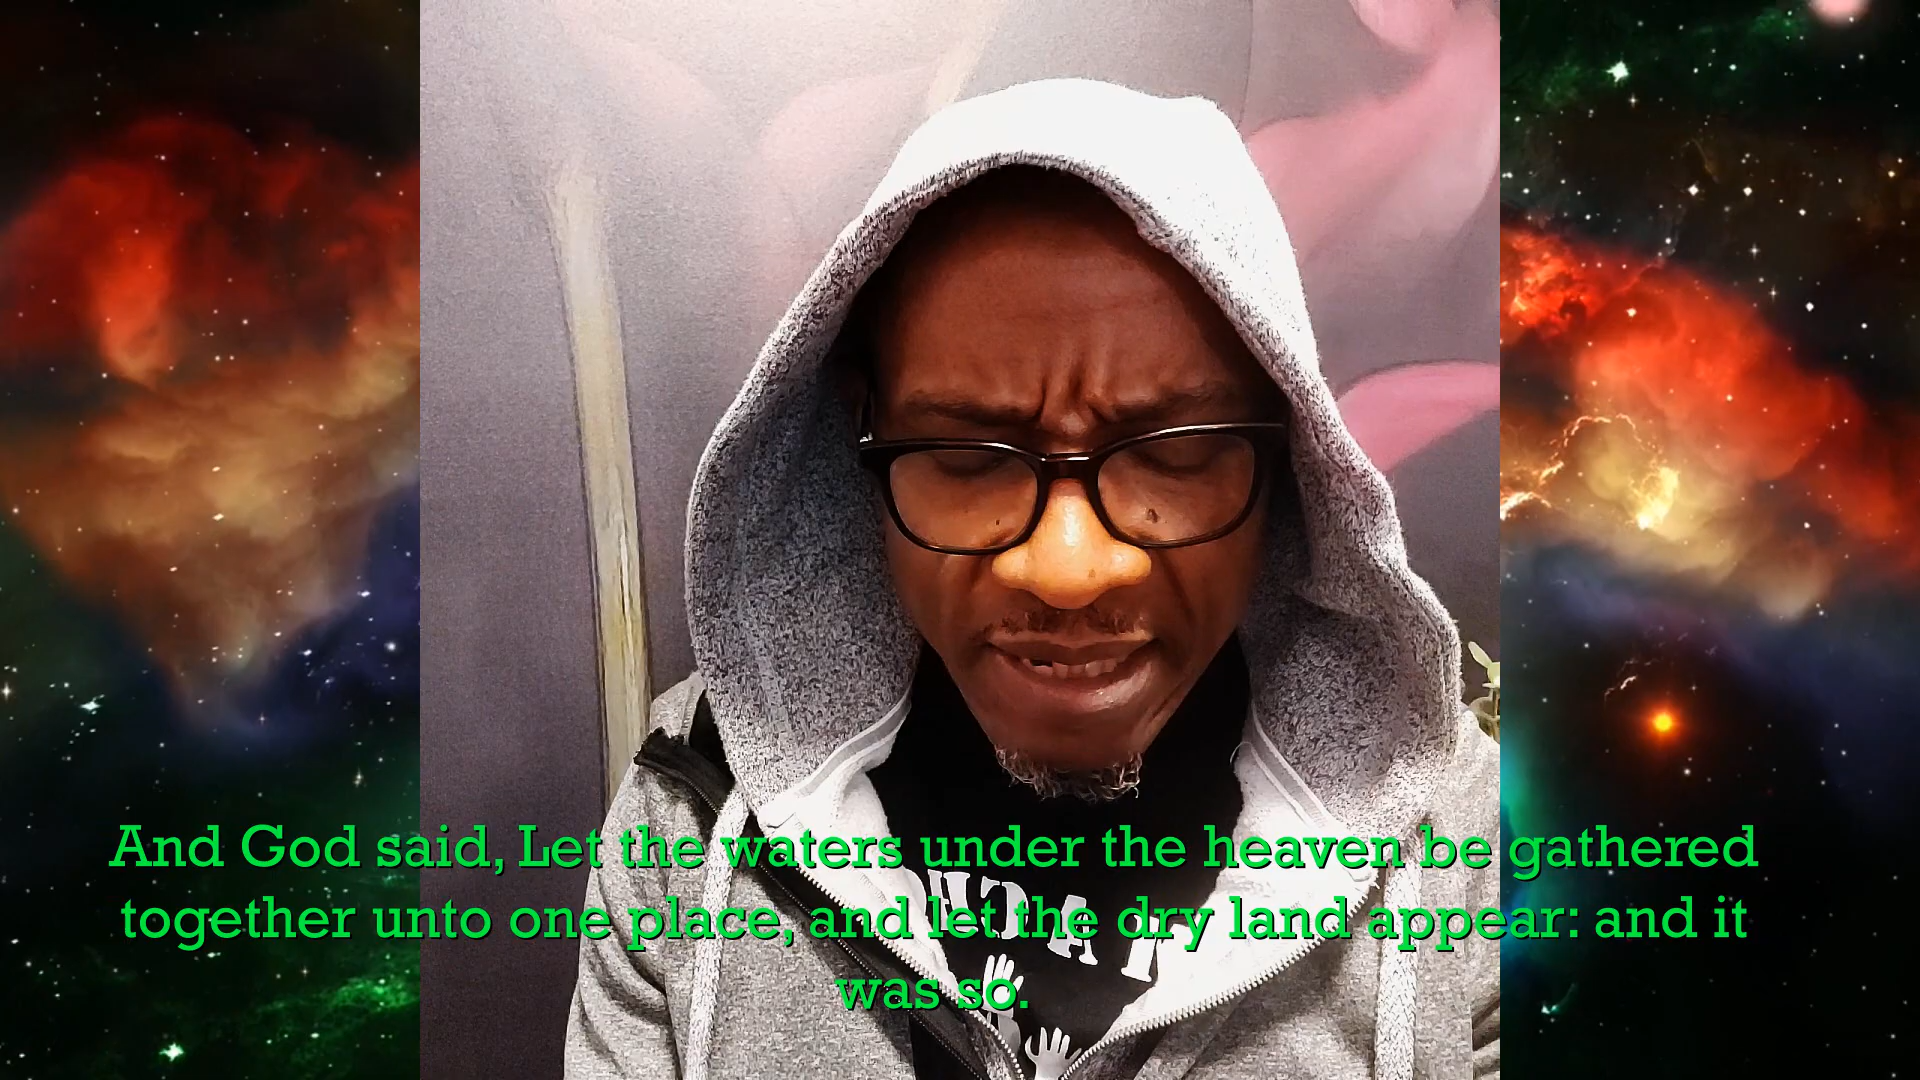 And God said, Let the waters under the heaven be gathered
together unto one place, and let the dry land appear: and it
was so.